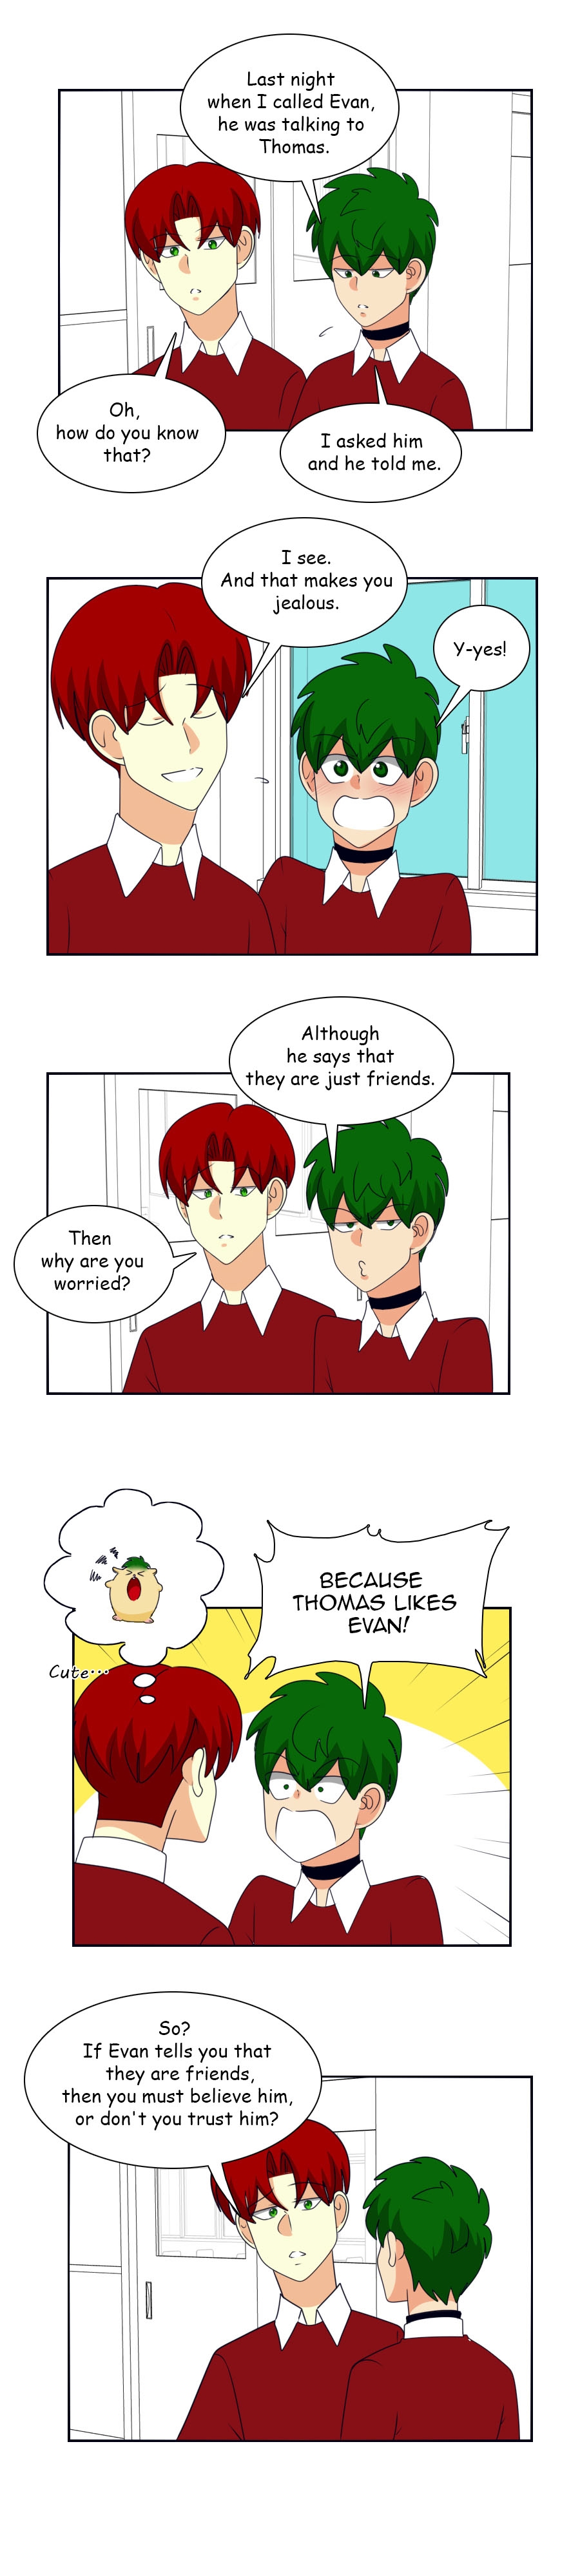 Last night
when I called Evan,
he was talking to
Thomas.
Oh,
how do you know
that?
I asked him
and he told me.
I see.
And that makes you
jealous.
Y-yes!
Although
he says that
they are just friends.
Then
why are you
worried?
BECAUSE
THOMAS LIKES
EVAN!
Cute...
So?
If Evan tells you that
they are friends,
then you must believe him,
or don't you trust him?